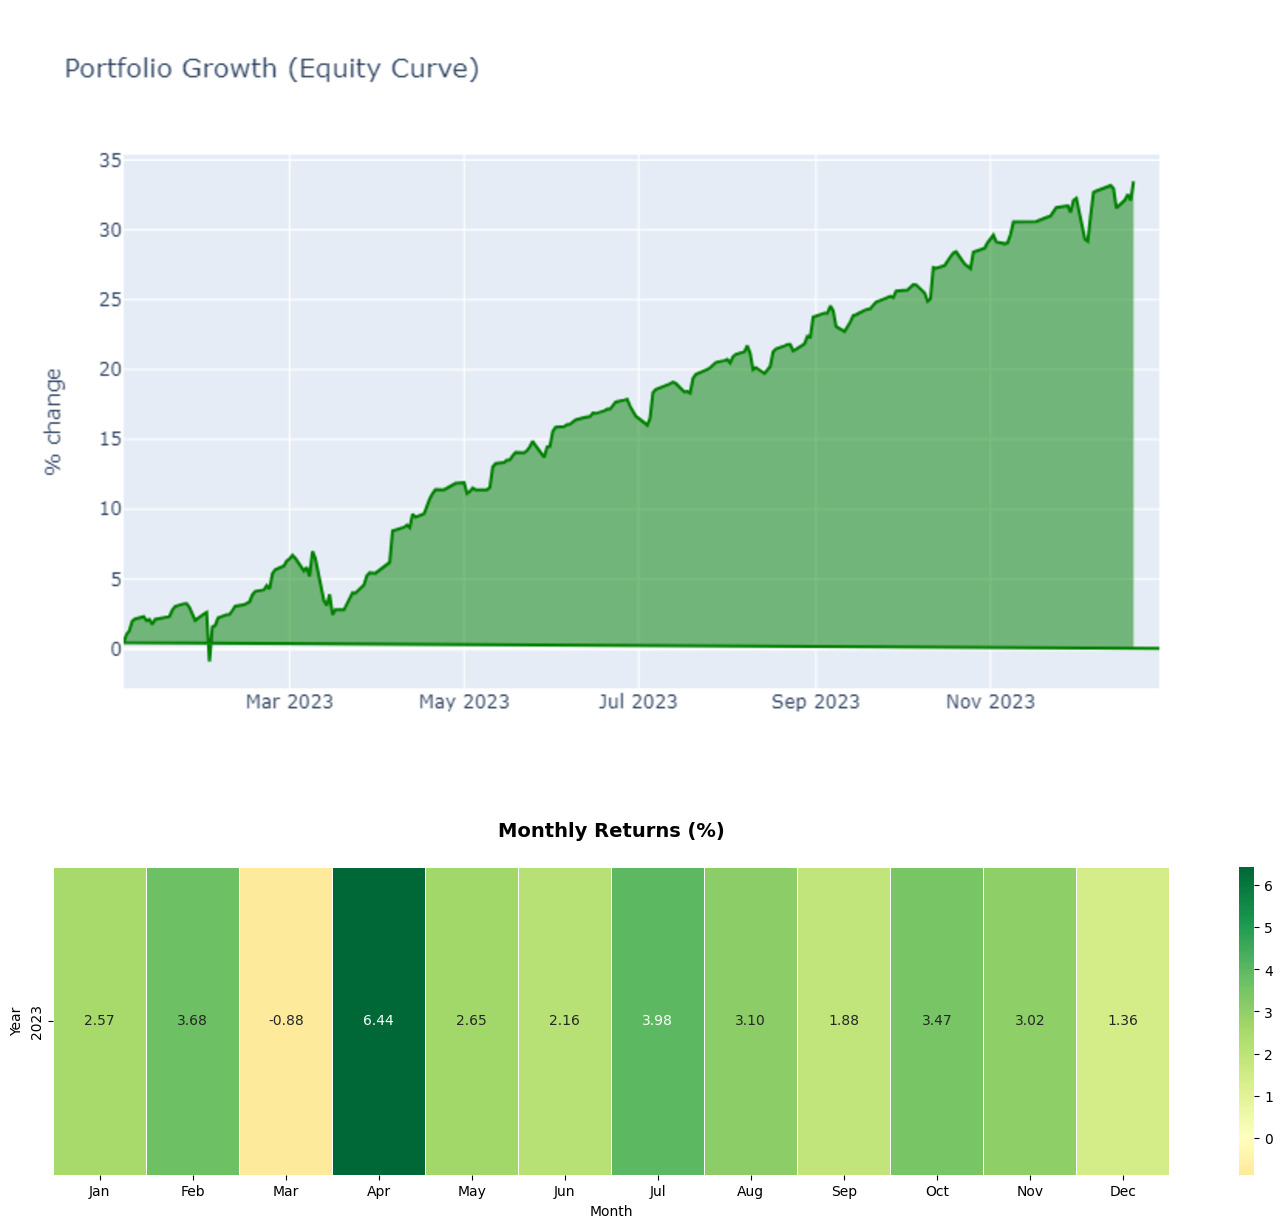 Portfolio Growth (Equity Curve)
35
30
25
20
15
10
5
0
% change
Mar 2023 May 2023 Jul 2023 Sep 2023 Nov 2023
Monthly Returns (%)
Year
2023
2.57 3.68 -0.88 6.44 2.65 2.16 3.98 3.10 1.88 3.47 3.02 1.36
Jan Feb Mar Apr May Jun Jul Aug Sep Oct Nov Dec
Month
6
5
4
3
2
1
0